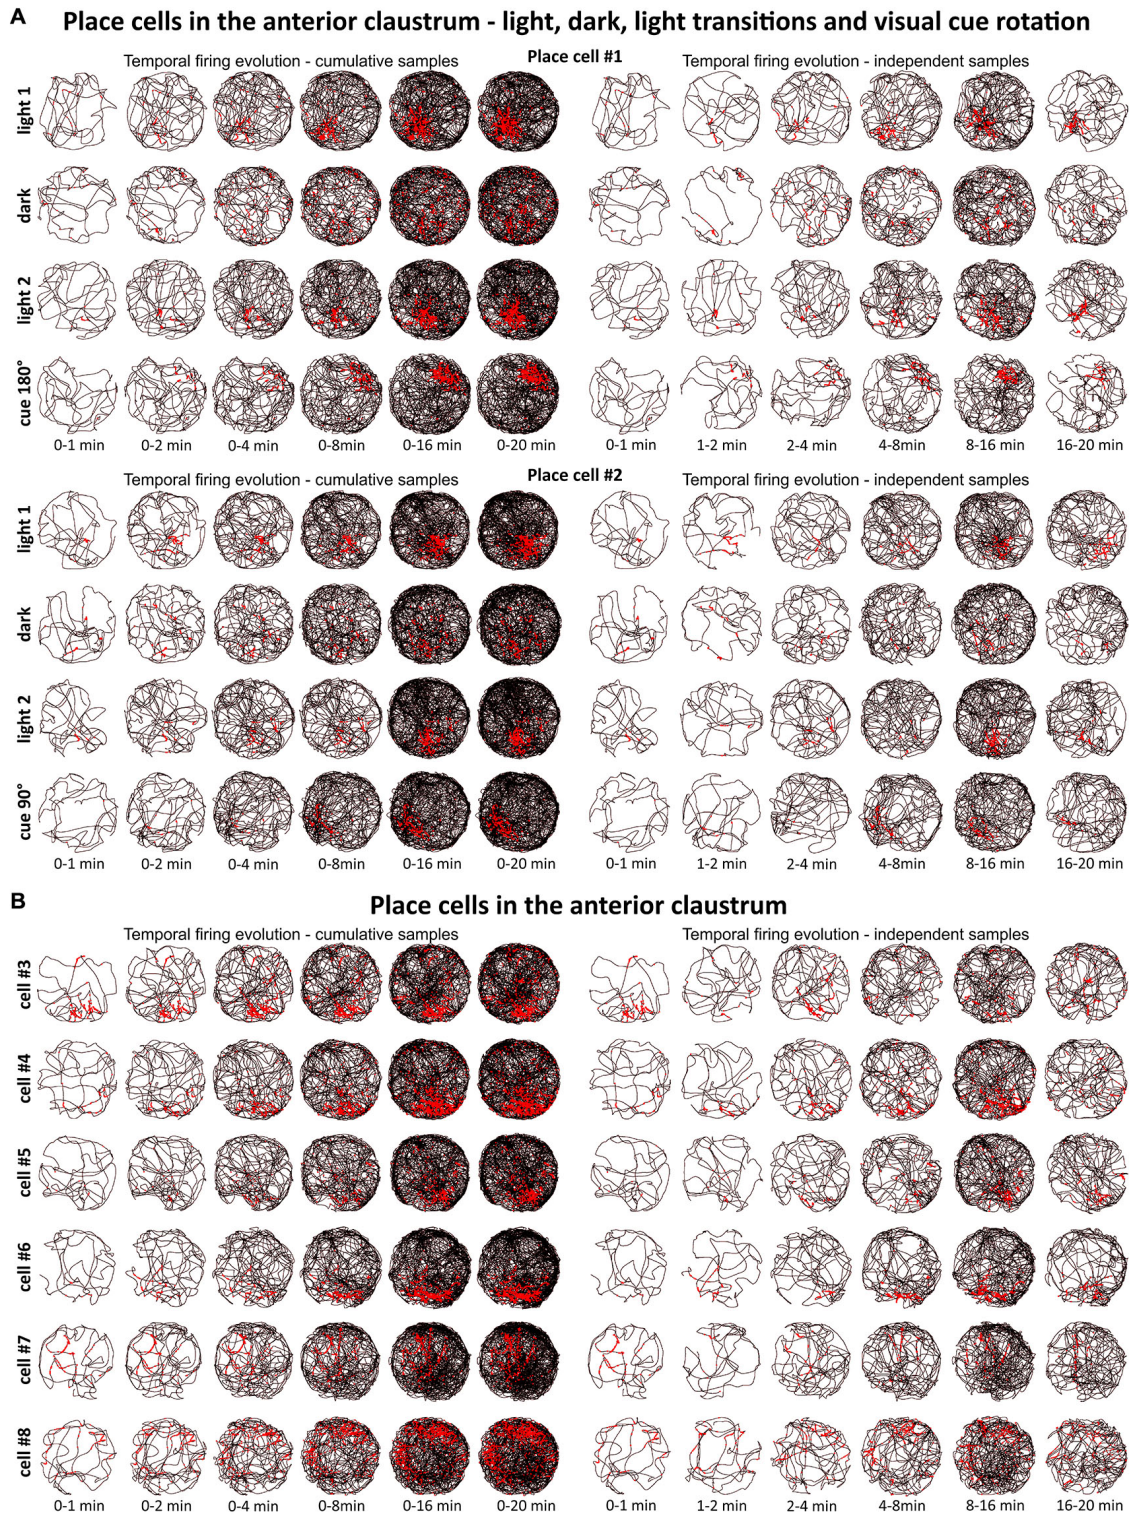 A Place cells in the anterior claustrum - light, dark, light transitions and visual cue rotation
Place cell #1
Temporal firing evolution - cumulative samples Temporal firing evolution - independent samples
light 1
dark
light 2
cue 180°
0-1 min 0-2 min 0-4 min 0-8min 0-16 min 0-20 min 0-1 min 1-2 min 2-4 min 4-8min 8-16 min 16-20 min
Place cell #2
Temporal firing evolution - cumulative samples Temporal firing evolution - independent samples
light 1
dark
light 2
cue 90°
0-1 min 0-2 min 0-4 min 0-8min 0-16 min 0-20 min 0-1 min 1-2 min 2-4 min 4-8min 8-16 min 16-20 min
B Place cells in the anterior claustrum
Temporal firing evolution - cumulative samples Temporal firing evolution - independent samples
cell #3
cell #4
cell #5
cell #6
cell #7
cell #8
0-1 min 0-2 min 0-4 min 0-8min 0-16 min 0-20 min 0-1 min 1-2 min 2-4 min 4-8min 8-16 min 16-20 min